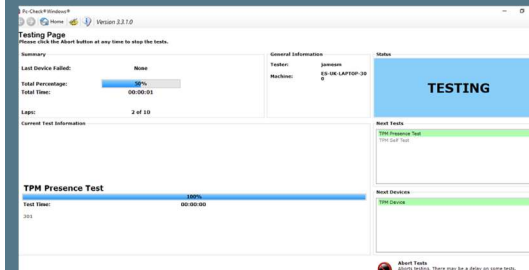 Pc-Check®Windows®
Home
Version 3.3.1.0
Testing Page
Please click the Abort button at any time to stop the tests.
Summary
Last Device Failed: None
Total Percentage: 50%
Total Time: 00:00:01
Laps: 2 of 10
General Information
Tester: jamesm
Machine: ES-UK-LAPTOP-30
0
Status
TESTING
Current Test Information
TPM Presence Test
100%
Test Time: 00:00:00
201
Next Tests
TPM Presence Test
TPM Self Test
Next Devices
TPM Device
Abort Tests
Aborts testing. There may be a delay on some tests.